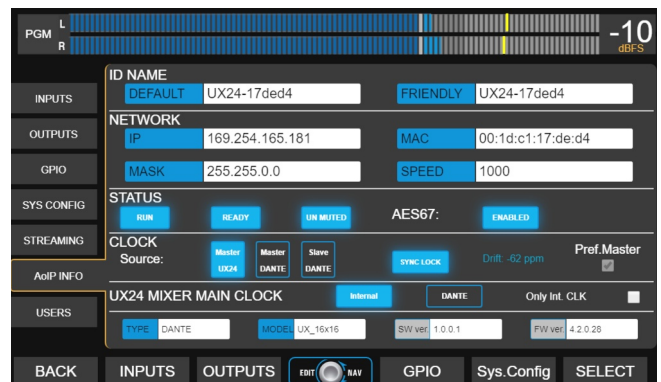 PGM L R -10 dBFS
ID NAME
DEFAULT UX24-17ded4 FRIENDLY UX24-17ded4
INPUTS
NETWORK
IP 169.254.165.181 MAC 00:1d:c1:17:de:d4
OUTPUTS
MASK 255.255.0.0 SPEED 1000
GPIO
STATUS
SYS CONFIG
RUN READY UN MUTED AES67: ENABLED
STREAMING
CLOCK
Source: Master UX24 Master DANTE Slave DANTE SYNC LOCK Drift: -62 ppm Pref.Master
AoIP INFO
UX24 MIXER MAIN CLOCK Internal DANTE Only Int. CLK
USERS
TYPE DANTE MODEL UX_16x16 SW ver. 1.0.0.1 FW ver. 4.2.0.28
BACK INPUTS OUTPUTS EDIT NAV GPIO Sys.Config SELECT